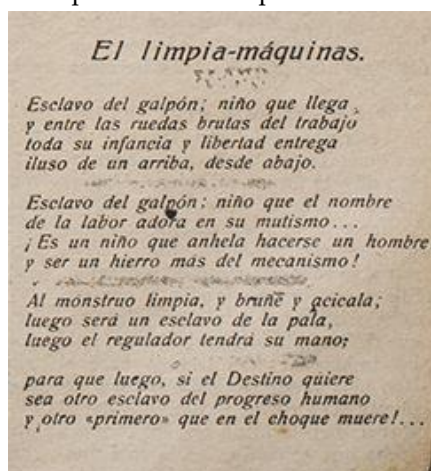 El limpia-máquinas.
Esclavo del galpón; niño que llega
y entre las ruedas brutas del trabajo
toda su infancia y libertad entrega
iluso de un arriba, desde abajo.
Esclavo del galpón: niño que el nombre
de la labor adora en su mutismo...
¡Es un niño que anhela hacerse un hombre
y ser un hierro más del mecanismo!
Al monstruo limpia, y bruñe y acicala;
luego será un esclavo de la pala,
luego el regulador tendrá su mano;
para que luego, si el Destino quiere
sea otro esclavo del progreso humano
y otro «primero» que en el choque muere!...